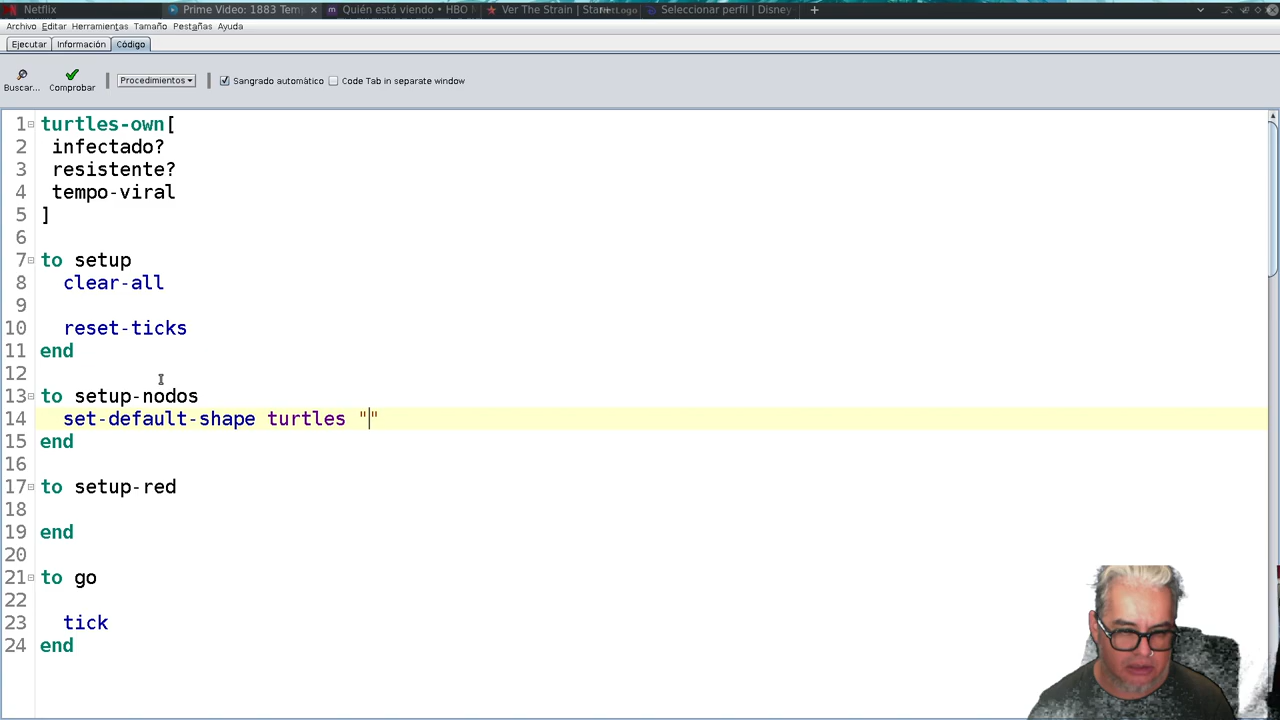 Netflix
Prime Video: 1883 Tem
Quién está viendo • HBO
Ver The Strain | Star+
Seleccionar perfil | Disney
Archivo Editar Herramientas Tamaño Pestañas Ayuda
Ejecutar Información Código
Buscar... Comprobar Procedimientos Sangrado automático Code Tab in separate window
1 turtles-own[
2 infectado?
3 resistente?
4 tempo-viral
5 ]
6
7 to setup
8 clear-all
9
10 reset-ticks
11 end
12
13 to setup-nodos
14 set-default-shape turtles ""
15 end
16
17 to setup-red
18
19 end
20
21 to go
22
23 tick
24 end